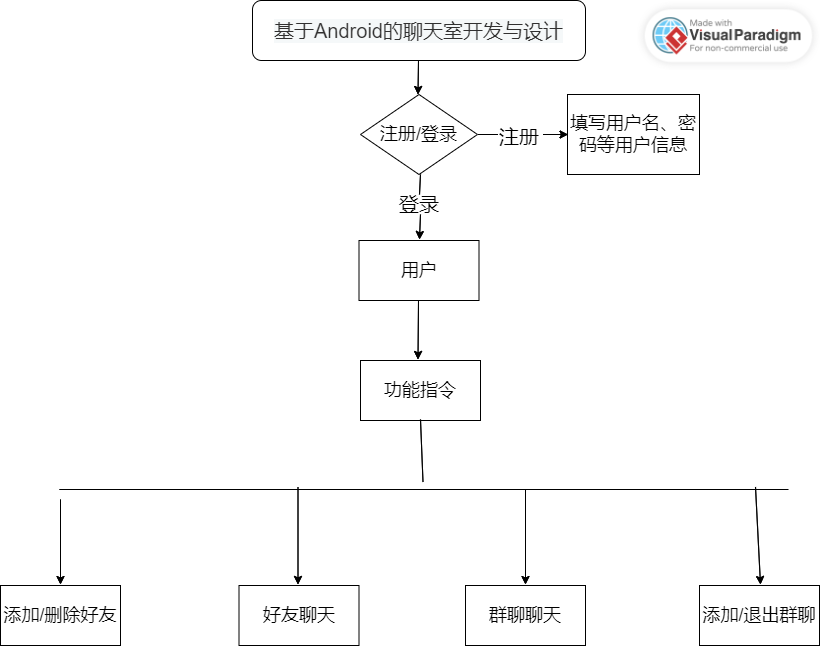 基于Android的聊天室开发与设计
Made with
Visual Paradigm
For non-commercial use
注册/登录
注册
填写用户名、密
码等用户信息
登录
用户
功能指令
添加/删除好友
好友聊天
群聊聊天
添加/退出群聊